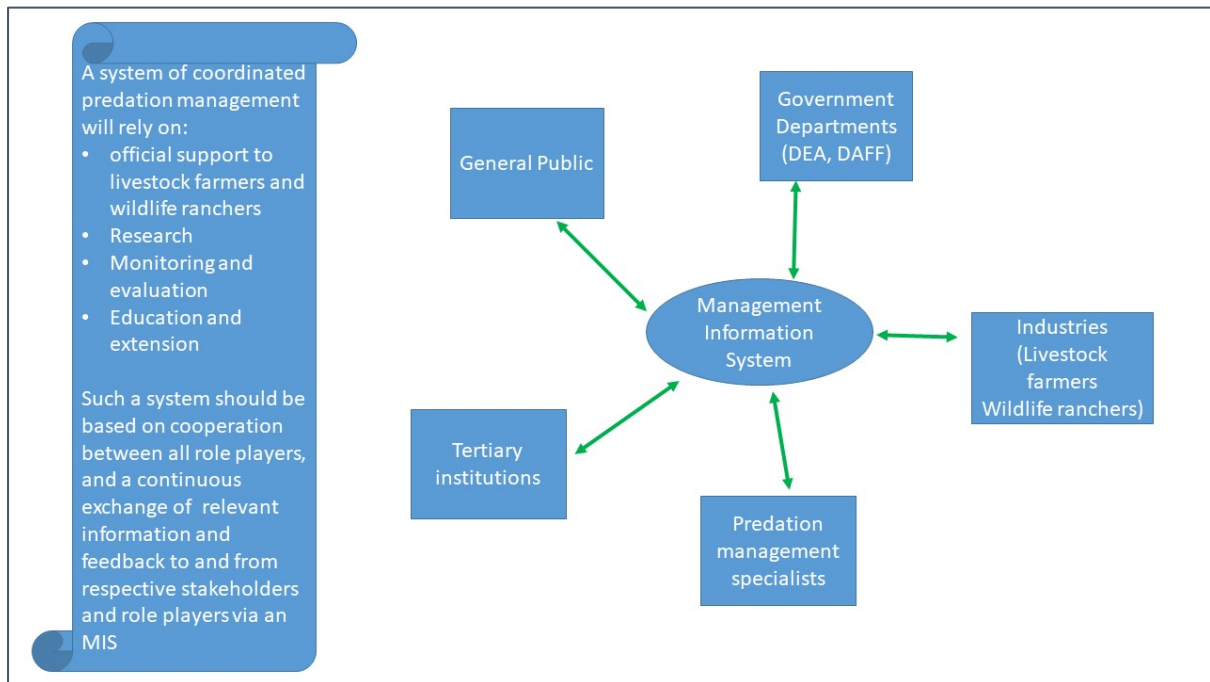 A system of coordinated
predation management
will rely on:
• official support to
livestock farmers and
wildlife ranchers
• Research
• Monitoring and
evaluation
• Education and
extension
Such a system should be
based on cooperation
between all role players,
and a continuous
exchange of relevant
information and
feedback to and from
respective stakeholders
and role players via an
MIS
General Public
Government
Departments
(DEA, DAFF)
Management
Information
System
Industries
(Livestock
farmers
Wildlife ranchers)
Tertiary
institutions
Predation
management
specialists